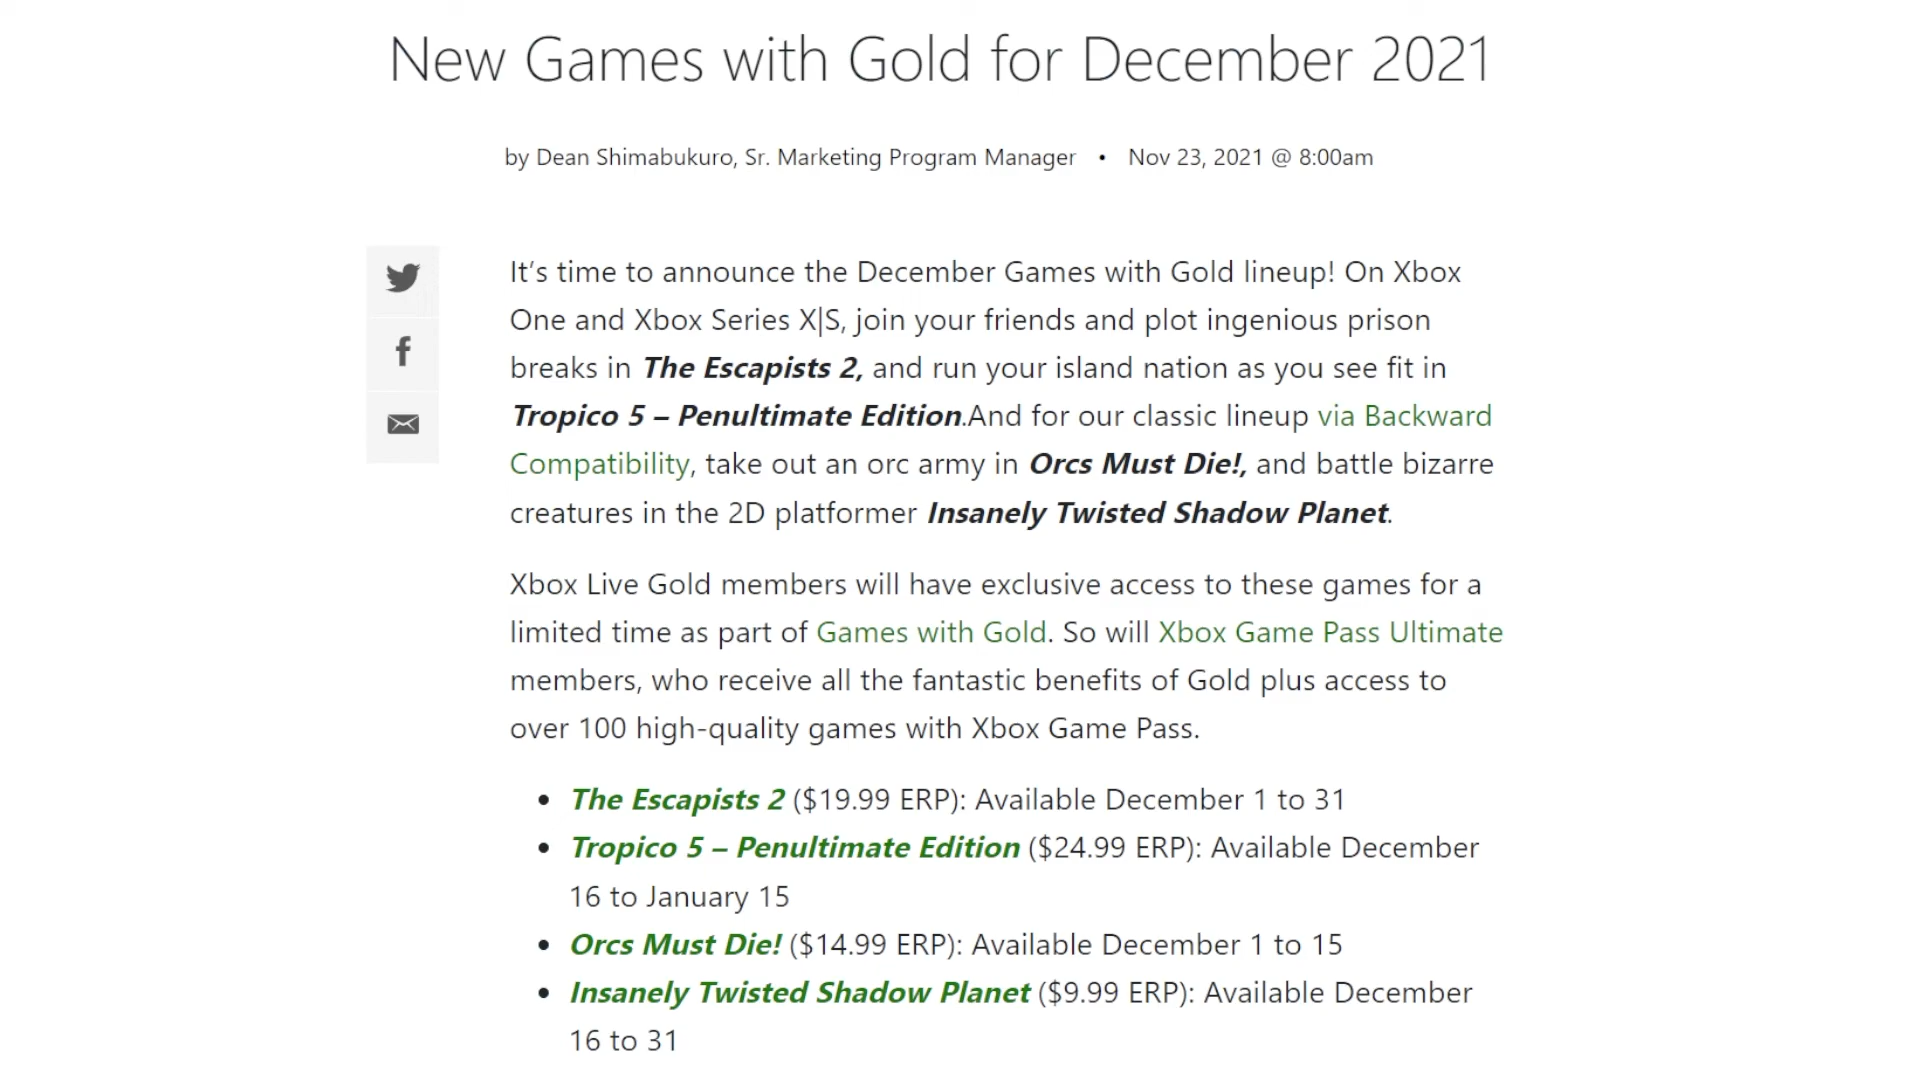 New Games with Gold for December 2021
by Dean Shimabukuro, Sr. Marketing Program Manager • Nov 23, 2021 @ 8:00am
It’s time to announce the December Games with Gold lineup! On Xbox
One and Xbox Series X|S, join your friends and plot ingenious prison
breaks in The Escapists 2, and run your island nation as you see fit in
Tropico 5 – Penultimate Edition.And for our classic lineup via Backward
Compatibility, take out an orc army in Orcs Must Die!, and battle bizarre
creatures in the 2D platformer Insanely Twisted Shadow Planet.
Xbox Live Gold members will have exclusive access to these games for a
limited time as part of Games with Gold. So will Xbox Game Pass Ultimate
members, who receive all the fantastic benefits of Gold plus access to
over 100 high-quality games with Xbox Game Pass.
• The Escapists 2 ($19.99 ERP): Available December 1 to 31
• Tropico 5 – Penultimate Edition ($24.99 ERP): Available December
16 to January 15
• Orcs Must Die! ($14.99 ERP): Available December 1 to 15
• Insanely Twisted Shadow Planet ($9.99 ERP): Available December
16 to 31